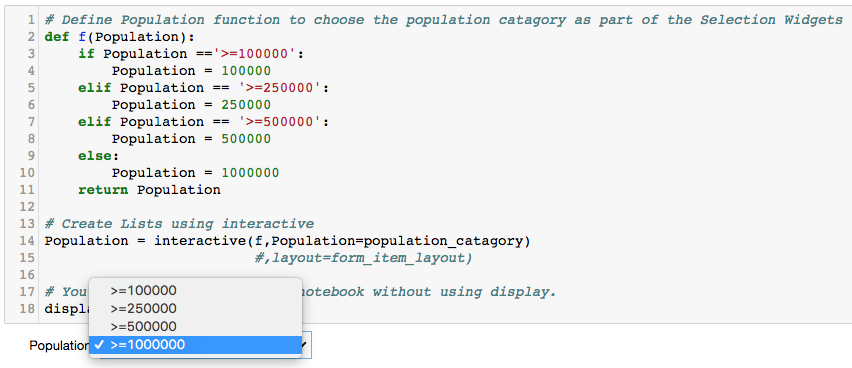 1 # Define Population function to choose the population catagory as part of the Selection Widgets
2 def f(Population):
3 if Population =='>=100000':
4 Population = 100000
5 elif Population == '>=250000':
6 Population = 250000
7 elif Population == '>=500000':
8 Population = 500000
9 else:
10 Population = 1000000
11 return Population
12
13 # Create Lists using interactive
14 Population = interactive(f,Population=population_catagory)
15 #,layout=form_item_layout)
16
17 # You notebook without using display.
18 displa
>=100000
>=250000
>=500000
Population ✓ >=1000000